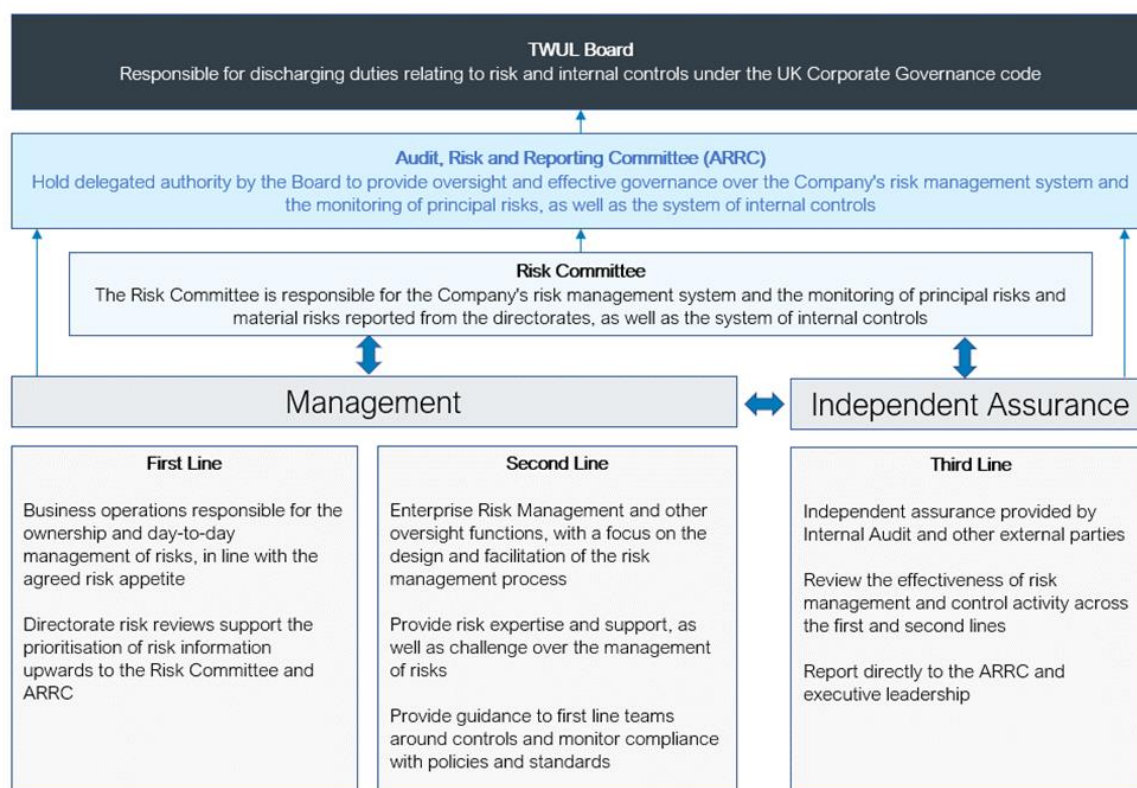 TWUL Board
Responsible for discharging duties relating to risk and internal controls under the UK Corporate Governance code
Audit, Risk and Reporting Committee (ARRC)
Hold delegated authority by the Board to provide oversight and effective governance over the Company's risk management system and
the monitoring of principal risks, as well as the system of internal controls
Risk Committee
The Risk Committee is responsible for the Company's risk management system and the monitoring of principal risks and
material risks reported from the directorates, as well as the system of internal controls
Management
Independent Assurance
First Line
Business operations responsible for the
ownership and day-to-day
management of risks, in line with the
agreed risk appetite
Directorate risk reviews support the
prioritisation of risk information
upwards to the Risk Committee and
ARRC
Second Line
Enterprise Risk Management and other
oversight functions, with a focus on the
design and facilitation of the risk
management process
Provide risk expertise and support, as
well as challenge over the management
of risks
Provide guidance to first line teams
around controls and monitor compliance
with policies and standards
Third Line
Independent assurance provided by
Internal Audit and other external parties
Review the effectiveness of risk
management and control activity across
the first and second lines
Report directly to the ARRC and
executive leadership